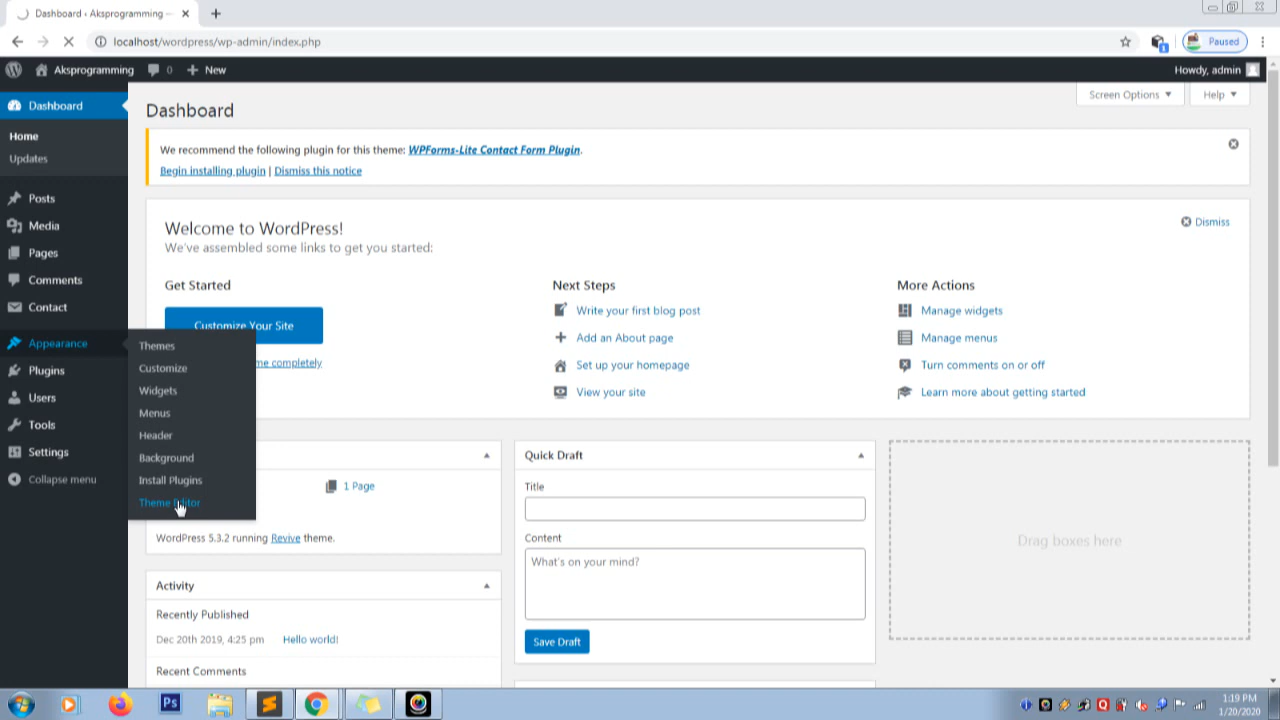 Dashboard ‹ Aksprogramming —
localhost/wordpress/wp-admin/index.php
Paused
Aksprogramming
0
New
Howdy, admin
Dashboard
Home
Updates
Posts
Media
Pages
Comments
Contact
Appearance
Plugins
Users
Tools
Settings
Collapse menu
Themes
Customize
Widgets
Menus
Header
Background
Install Plugins
Theme Editor
Dashboard
Screen Options
Help
We recommend the following plugin for this theme: WPForms-Lite Contact Form Plugin.
Begin installing plugin | Dismiss this notice
Welcome to WordPress!
We've assembled some links to get you started:
Dismiss
Get Started
Customize Your Site
me completely
Next Steps
Write your first blog post
Add an About page
Set up your homepage
View your site
More Actions
Manage widgets
Manage menus
Turn comments on or off
Learn more about getting started
1 Page
WordPress 5.3.2 running Revive theme.
Activity
Recently Published
Dec 20th 2019, 4:25 pm Hello world!
Recent Comments
Quick Draft
Title
Content
What's on your mind?
Save Draft
Drag boxes here
Ps
1:19 PM
1/20/2020